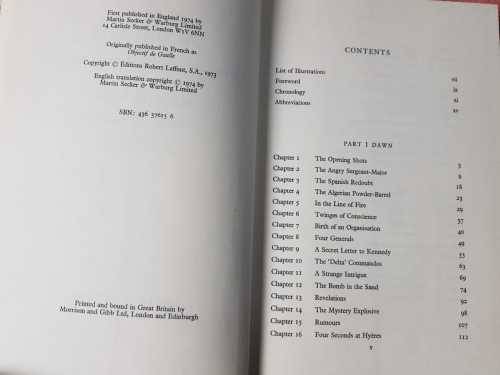 First published in England 1974 by
Martin Secker & Warburg Limited
14 Carlisle Street, London W1V 6NN
Originally published in French as
Objectif de Gaulle
Copyright © Editions Robert Laffont, S.A., 1973
English translation copyright © 1974 by
Martin Secker & Warburg Limited
SBN: 436 37615 6
Printed and bound in Great Britain by
Morrison and Gibb Ltd, London and Edinburgh
CONTENTS
List of Illustrations vii
Foreword ix
Chronology xi
Abbreviations xv
PART I DAWN
Chapter 1 The Opening Shots 3
Chapter 2 The Angry Sergeant-Major 9
Chapter 3 The Spanish Redoubt 18
Chapter 4 The Algerian Powder-Barrel 23
Chapter 5 In the Line of Fire 29
Chapter 6 Twinges of Conscience 37
Chapter 7 Birth of an Organisation 40
Chapter 8 Four Generals 49
Chapter 9 A Secret Letter to Kennedy 53
Chapter 10 The 'Delta' Commandos 63
Chapter 11 A Strange Intrigue 69
Chapter 12 The Bomb in the Sand 74
Chapter 13 Revelations 92
Chapter 14 The Mystery Explosive 98
Chapter 15 Rumours 107
Chapter 16 Four Seconds at Hyères 112
v